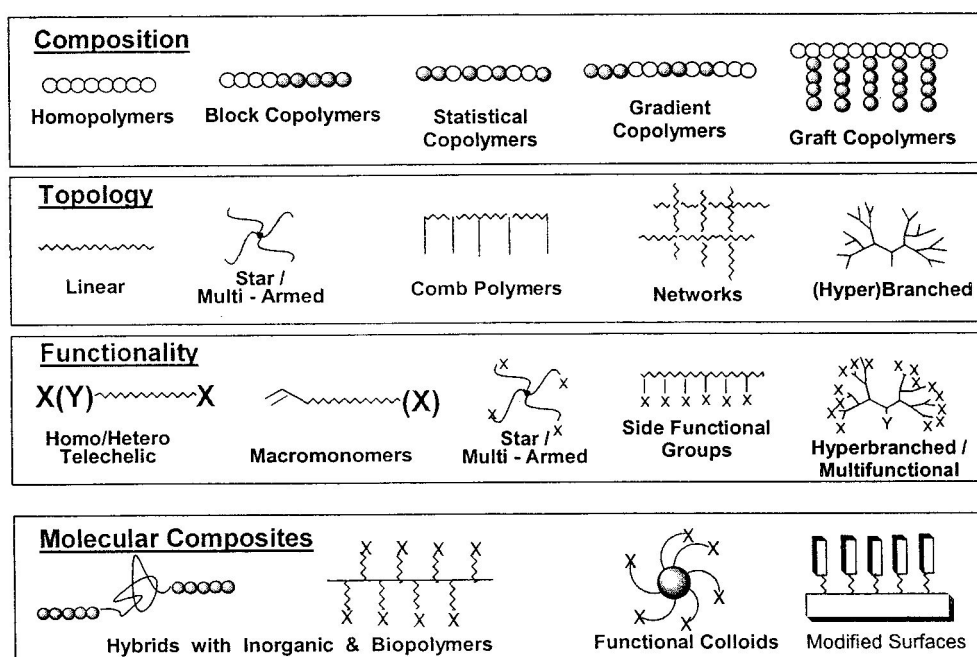 Composition
Homopolymers
Block Copolymers
Statistical
Copolymers
Gradient
Copolymers
Graft Copolymers
Topology
Linear
Star /
Multi - Armed
Comb Polymers
Networks
(Hyper)Branched
Functionality
X(Y) X
Homo/Hetero
Telechelic
(X)
Macromonomers
X
X
X
X
Star /
Multi - Armed
X X X X X X
Side Functional
Groups
X X X X X X X X X X X X X X
Y
Hyperbranched /
Multifunctional
Molecular Composites
X X X X
X X X X
Hybrids with Inorganic & Biopolymers
X
X
X
X
X
X
Functional Colloids
Modified Surfaces